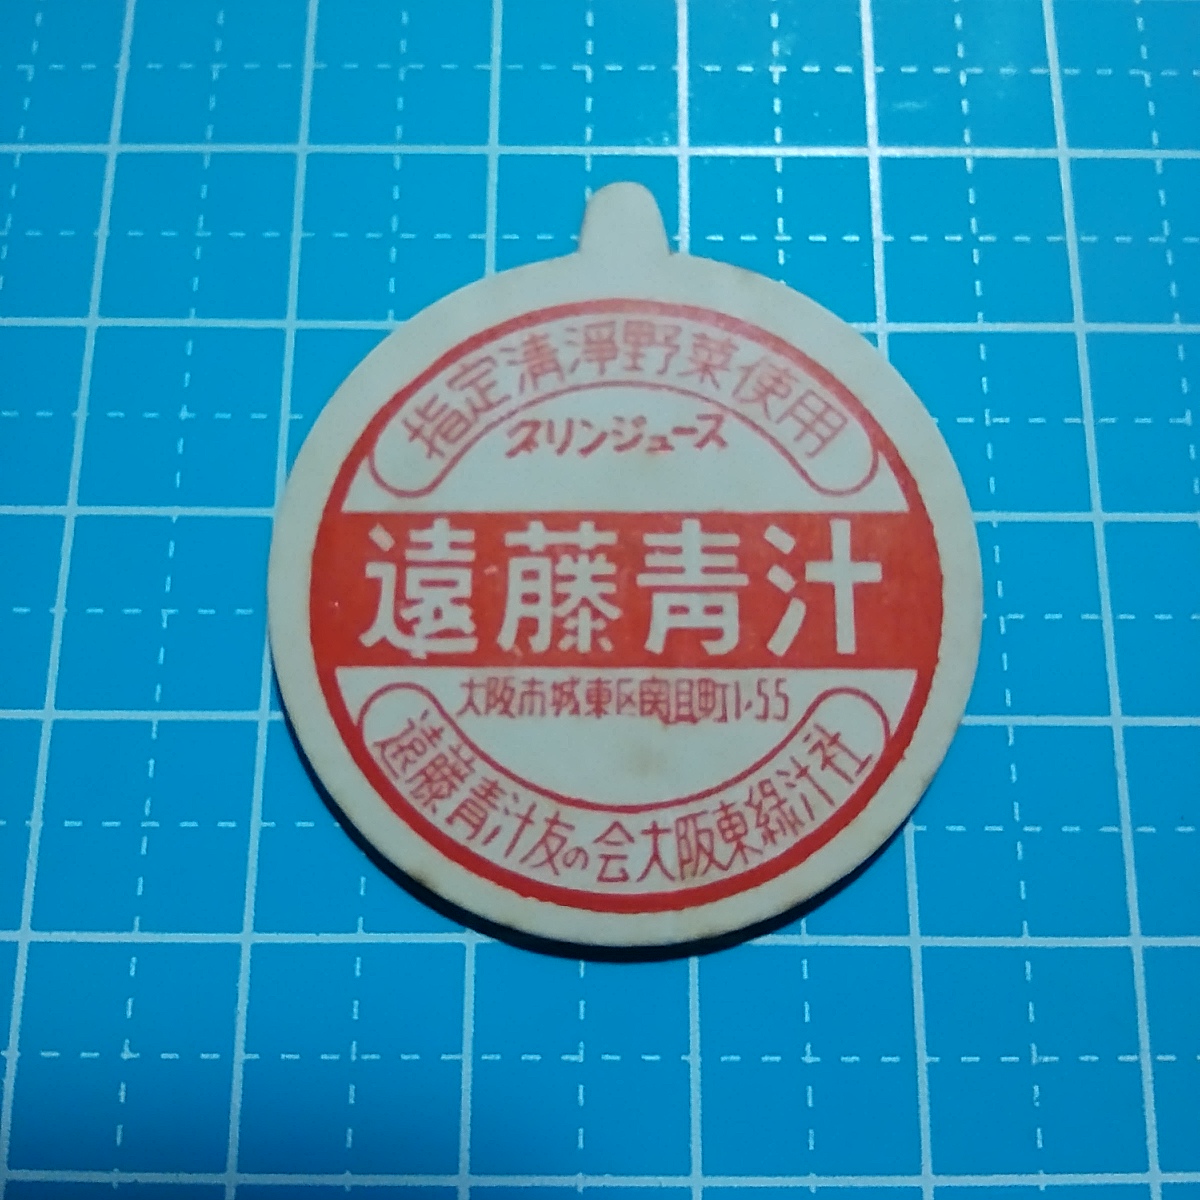 指定清淨野菜使用
グリンジュース
遠藤青汁
大阪市城東区関目町1-55
遠藤青汁友の会大阪東緑汁社